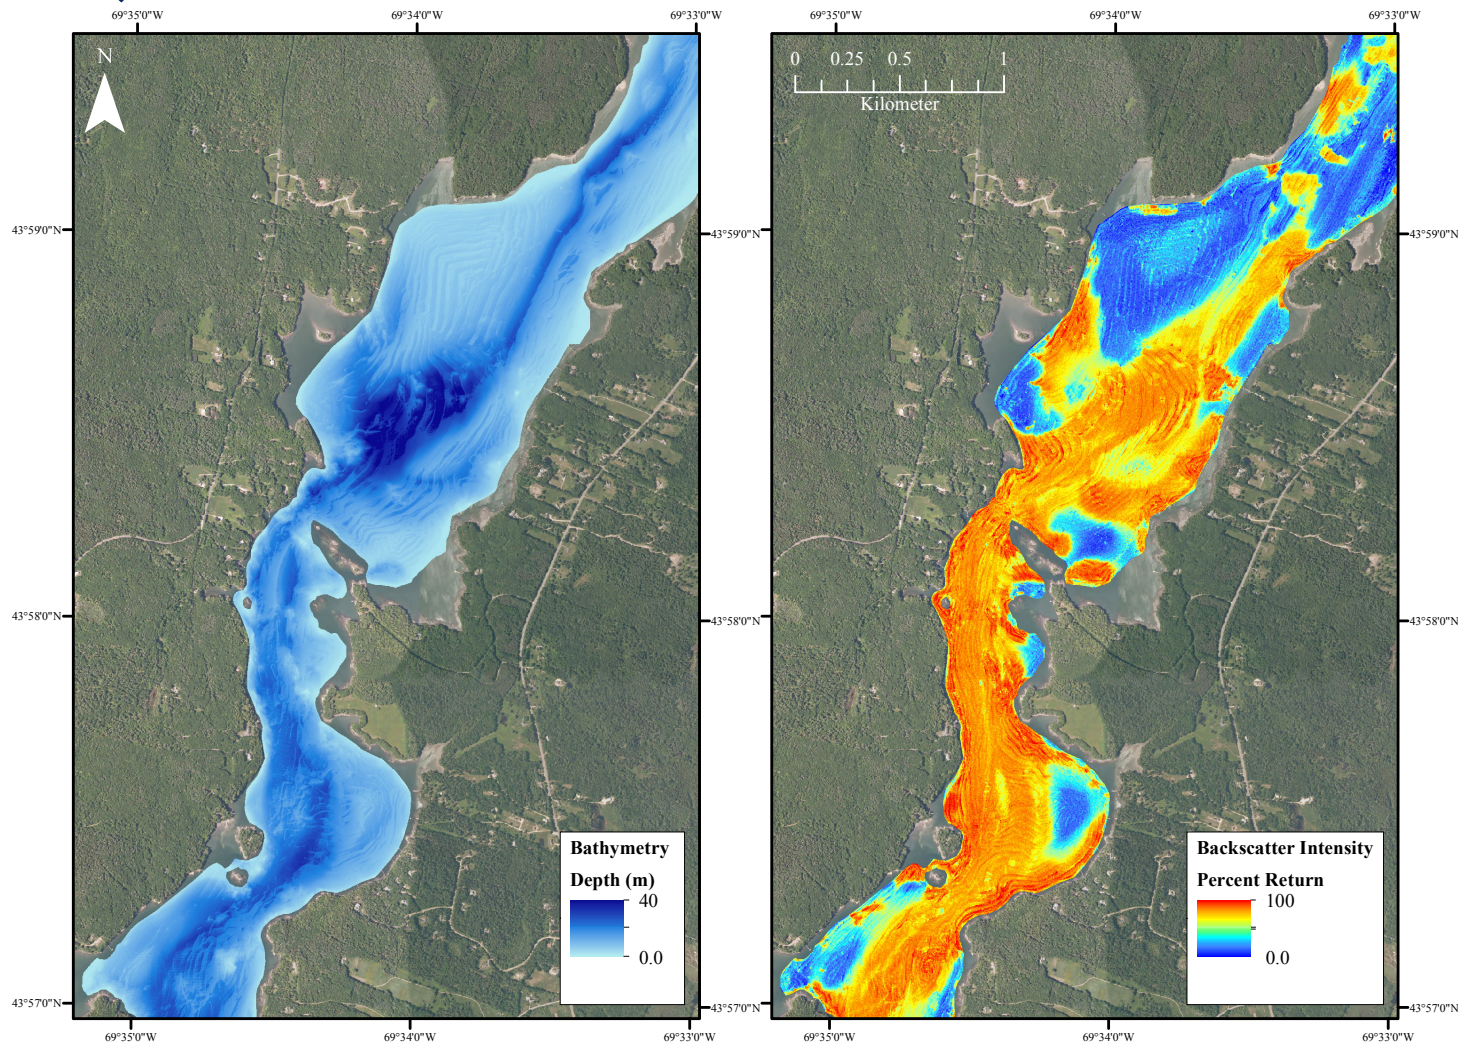 69°35'0"W 69°34'0"W 69°33'0"W 69°35'0"W 69°34'0"W 69°33'0"W
N
0 0.25 0.5 1
Kilometer
43°59'0"N 43°59'0"N
43°58'0"N 43°58'0"N
Bathymetry
Depth (m)
40
0.0
Backscatter Intensity
Percent Return
100
0.0
43°57'0"N 43°57'0"N
69°35'0"W 69°34'0"W 69°33'0"W 69°35'0"W 69°34'0"W 69°33'0"W